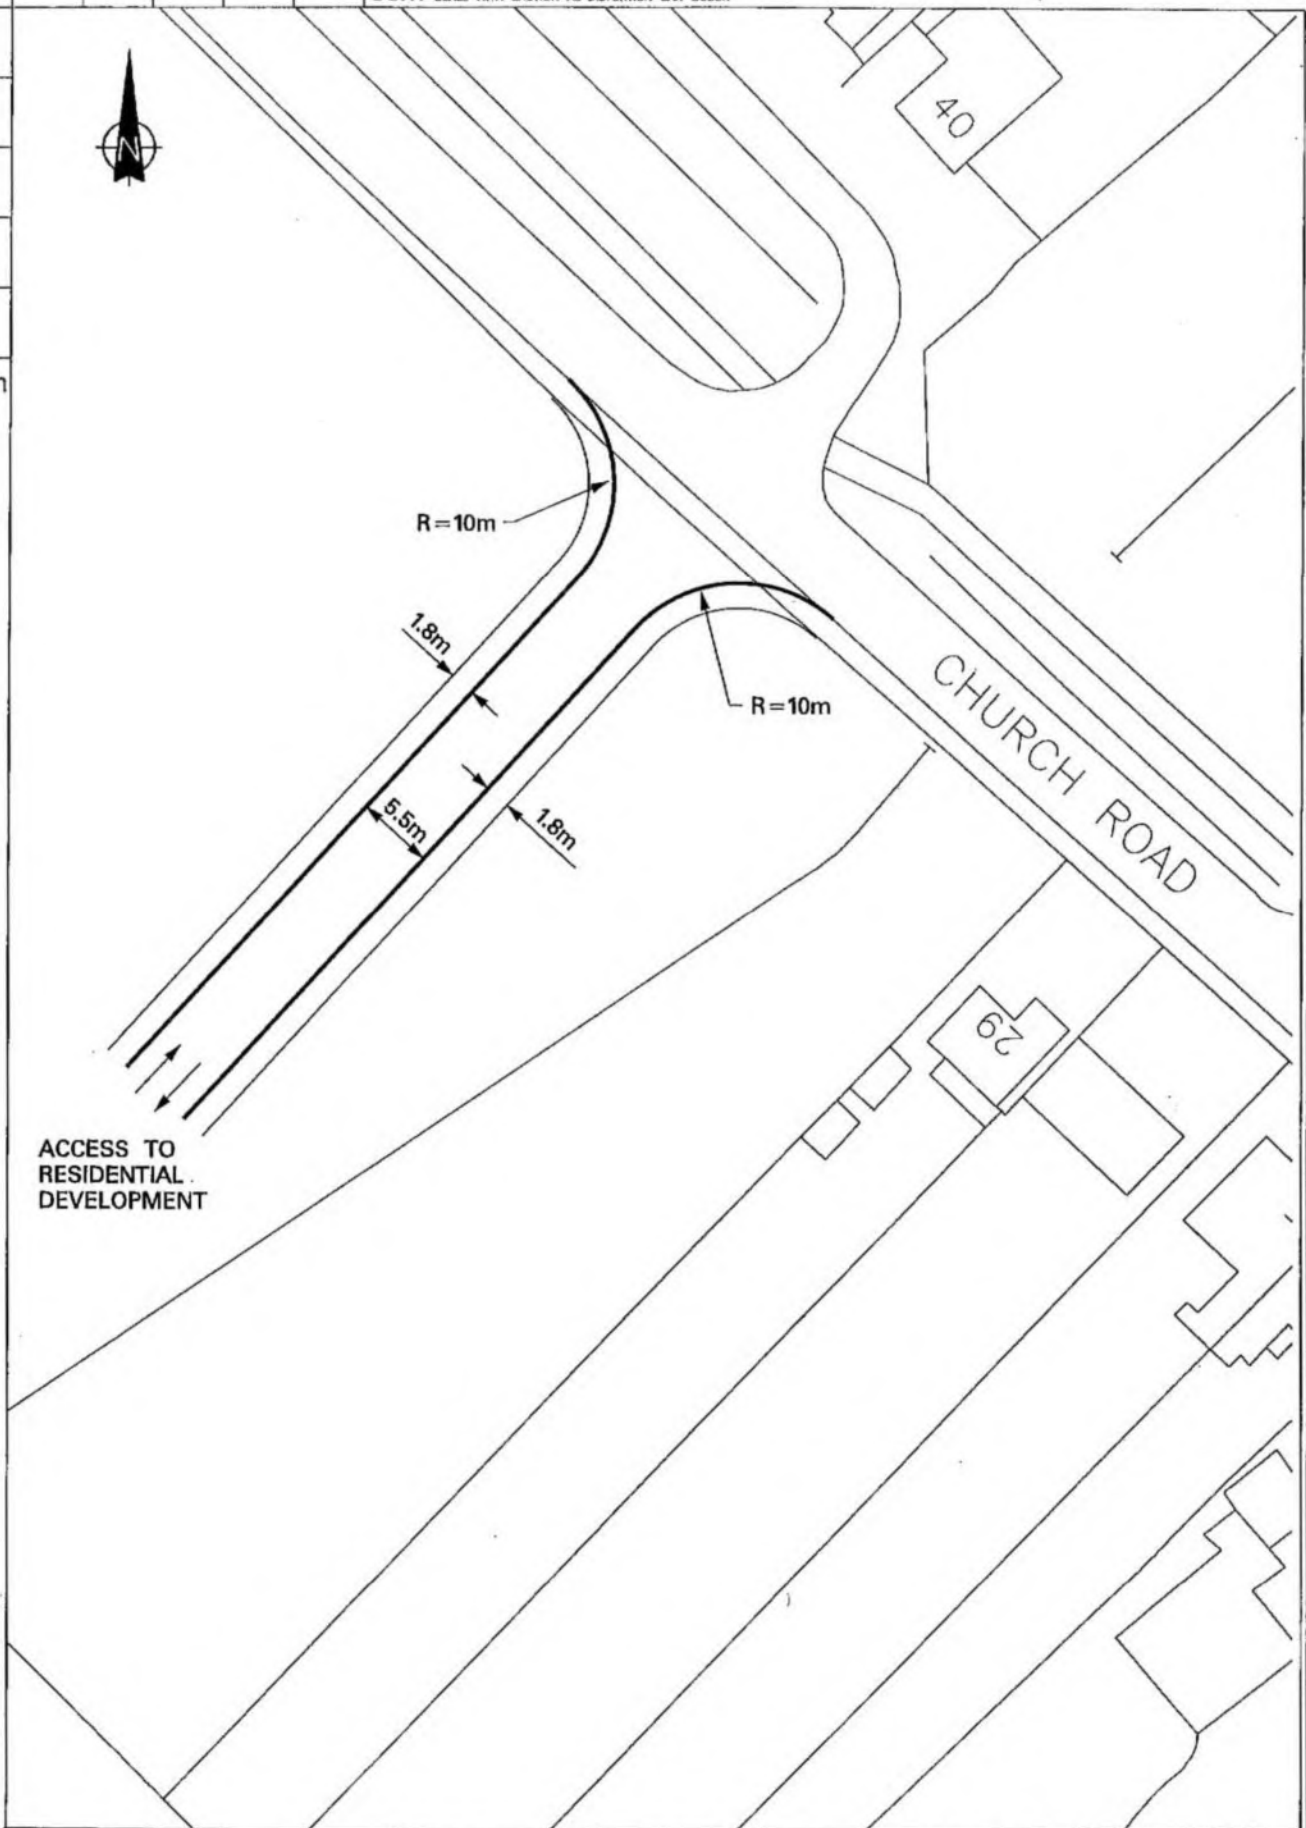 40
N
R=10m
1.8m
R=10m
CHURCH ROAD
5.5m
1.8m
29
ACCESS TO
RESIDENTIAL
DEVELOPMENT